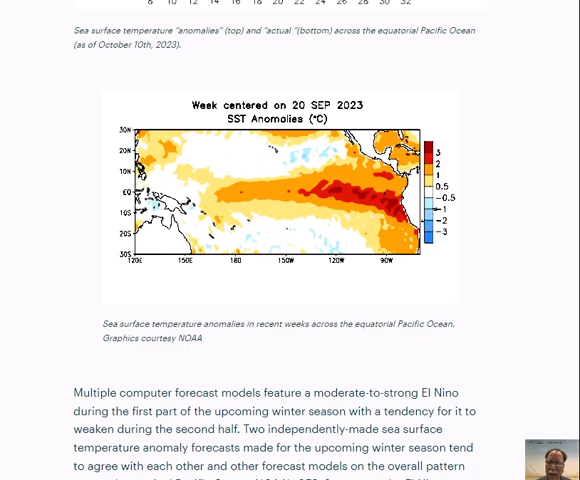 8 10 12 14 16 18 20 22 24 26 28 30 32
Sea surface temperature "anomalies" (top) and "actual "(bottom) across the equatorial Pacific Ocean
(as of October 10th, 2023).
Week centered on 20 SEP 2023
SST Anomalies (°C)
30N
20N
10N
EQ
10S
20S
30S
120E 150E 180 150W 120W 90W
3
2
1
0.5
-0.5
-1
-2
-3
Sea surface temperature anomalies in recent weeks across the equatorial Pacific Ocean.
Graphics courtesy NOAA
Multiple computer forecast models feature a moderate-to-strong El Nino
during the first part of the upcoming winter season with a tendency for it to
weaken during the second half. Two independently-made sea surface
temperature anomaly forecasts made for the upcoming winter season tend
to agree with each other and other forecast models on the overall pattern